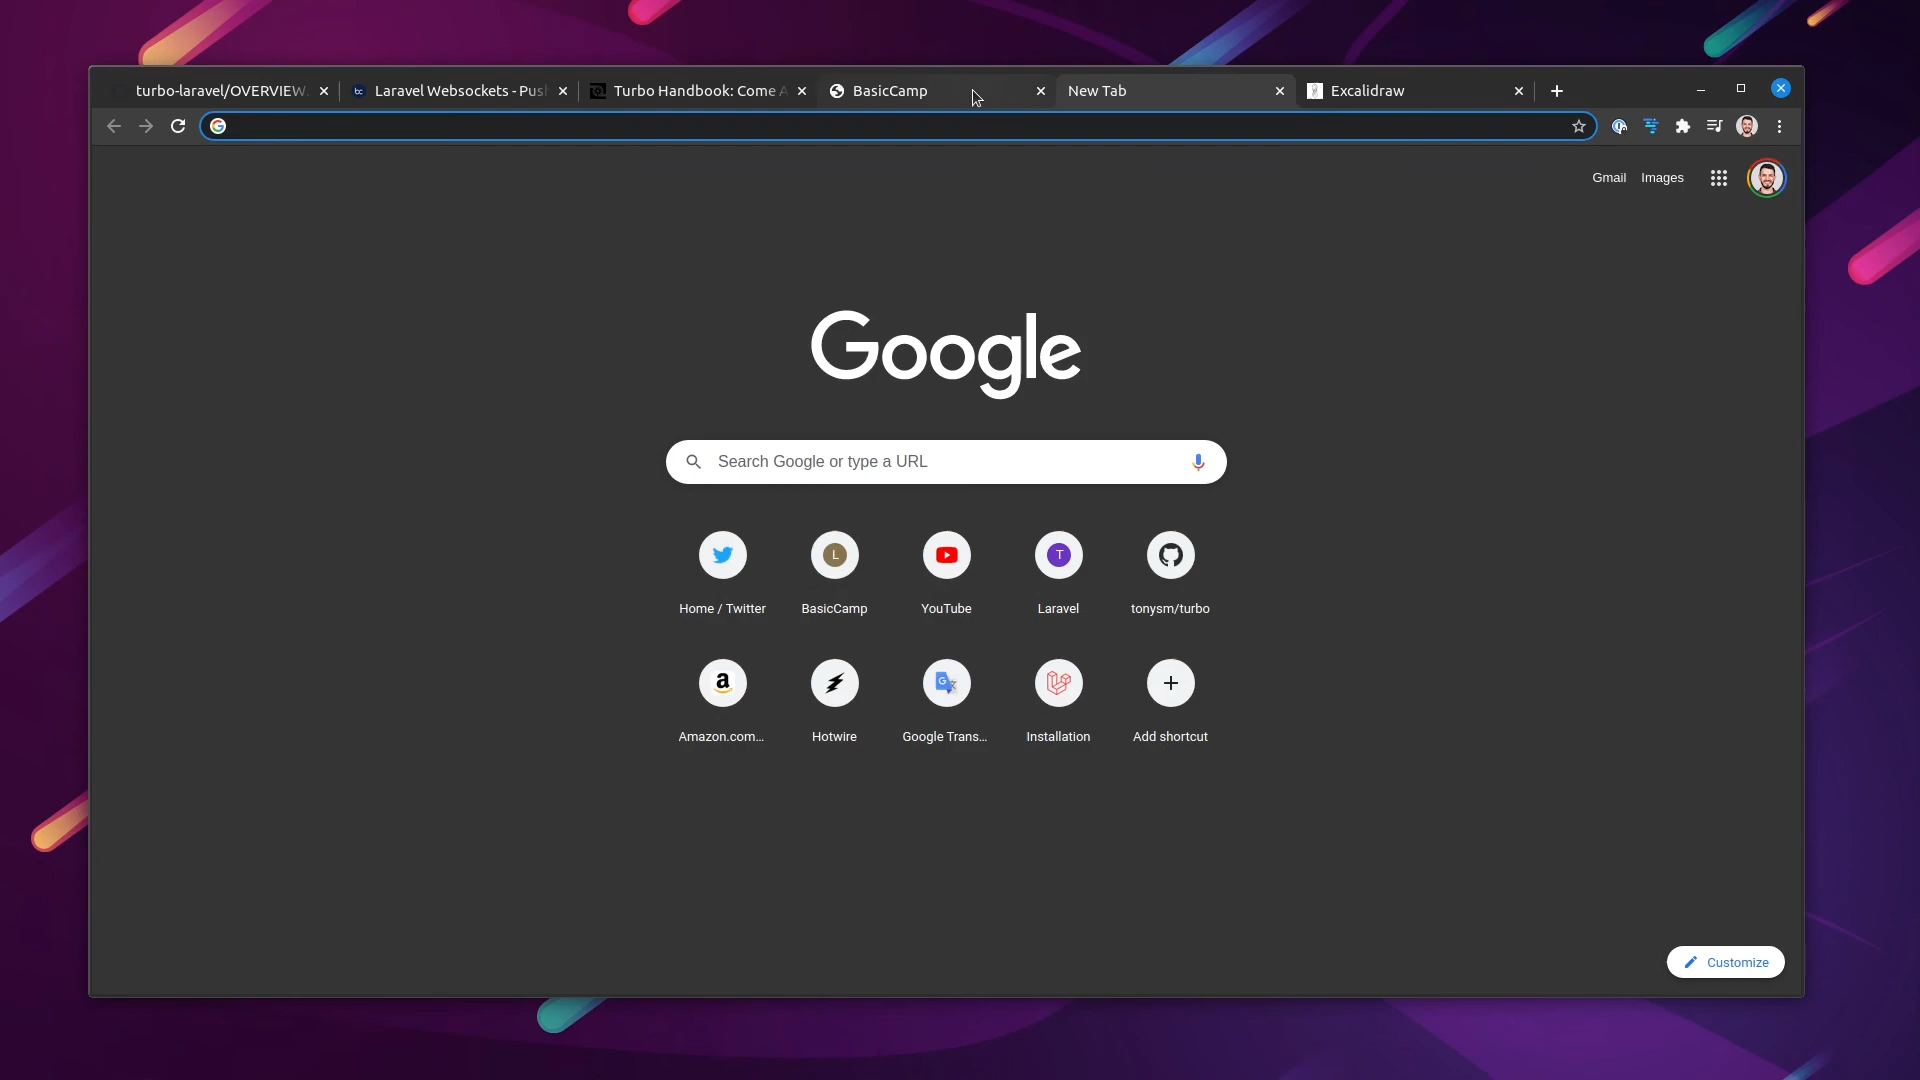 turbo-laravel/OVERVIEW.
Laravel Websockets - Push
Turbo Handbook: Come A
BasicCamp
New Tab
Excalidraw
Gmail
Images
Google
Search Google or type a URL
Home / Twitter
L
BasicCamp
YouTube
T
Laravel
tonysm/turbo
Amazon.com...
Hotwire
Google Trans...
Installation
Add shortcut
Customize